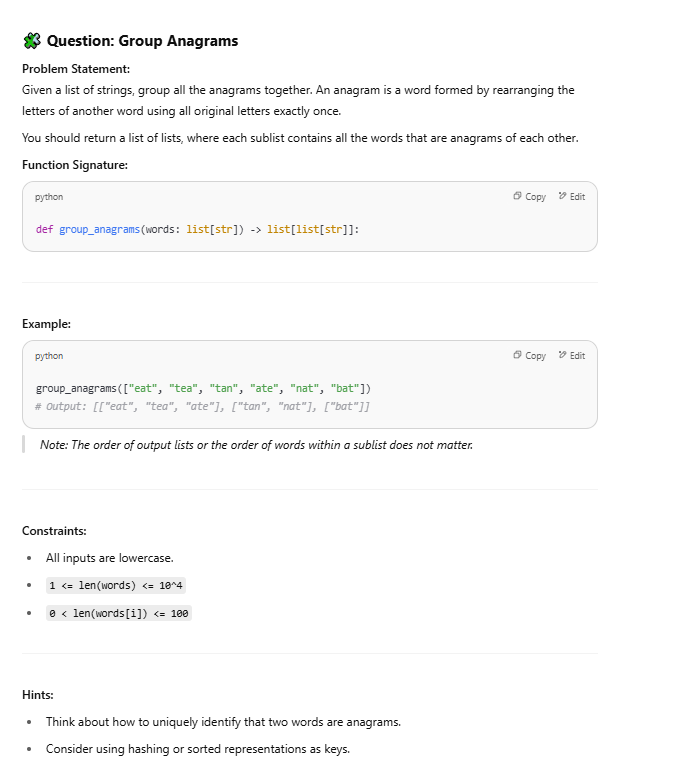 Question: Group Anagrams
Problem Statement:
Given a list of strings, group all the anagrams together. An anagram is a word formed by rearranging the
letters of another word using all original letters exactly once.
You should return a list of lists, where each sublist contains all the words that are anagrams of each other.
Function Signature:
python Copy Edit
def group_anagrams(words: list[str]) -> list[list[str]]:
Example:
python Copy Edit
group_anagrams(["eat", "tea", "tan", "ate", "nat", "bat"])
# Output: [["eat", "tea", "ate"], ["tan", "nat"], ["bat"]]
Note: The order of output lists or the order of words within a sublist does not matter.
Constraints:
• All inputs are lowercase.
• 1 <= len(words) <= 10^4
• 0 < len(words[i]) <= 100
Hints:
• Think about how to uniquely identify that two words are anagrams.
• Consider using hashing or sorted representations as keys.